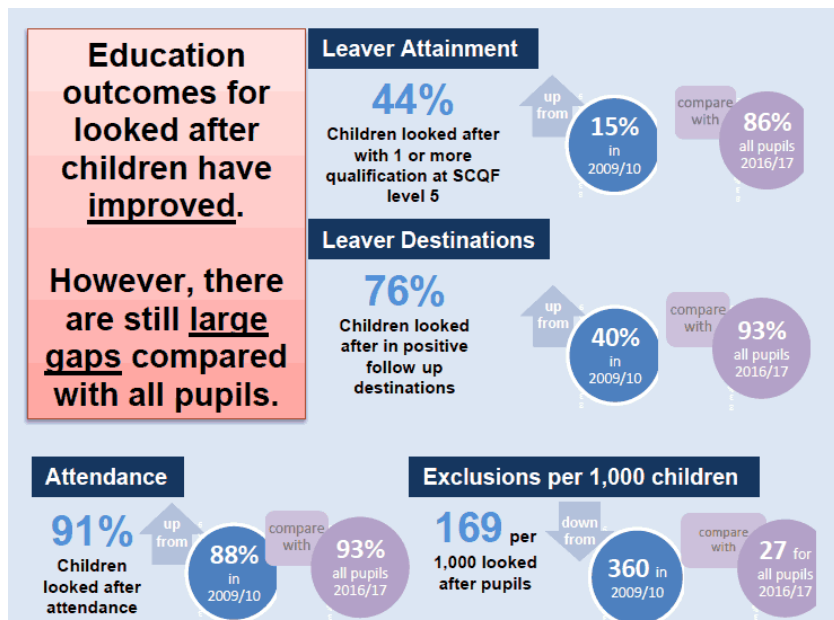 Education
outcomes for
looked after
children have
improved.
However, there
are still large
gaps compared
with all pupils.
Leaver Attainment
44%
Children looked after
with 1 or more
qualification at SCQF
level 5
up
from
15%
in
2009/10
compare
with
86%
all pupils
2016/17
Leaver Destinations
76%
Children looked
after in positive
follow up
destinations
up
from
40%
in
2009/10
compare
with
93%
all pupils
2016/17
Attendance
91%
Children
looked after
attendance
up
from
88%
in
2009/10
compare
with
93%
all pupils
2016/17
Exclusions per 1,000 children
169 per
1,000 looked
after pupils
down
from
360 in
2009/10
compare
with
27 for
all pupils
2016/17